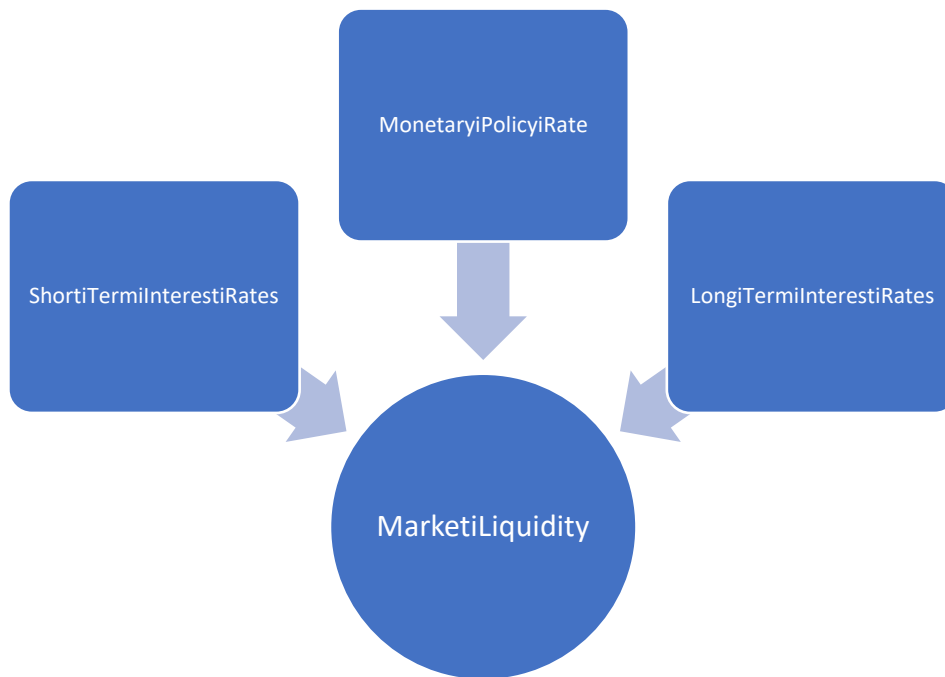 MonetaryiPolicyiRate
ShortiTermiInterestiRates
LongiTermiInterestiRates
MarketiLiquidity